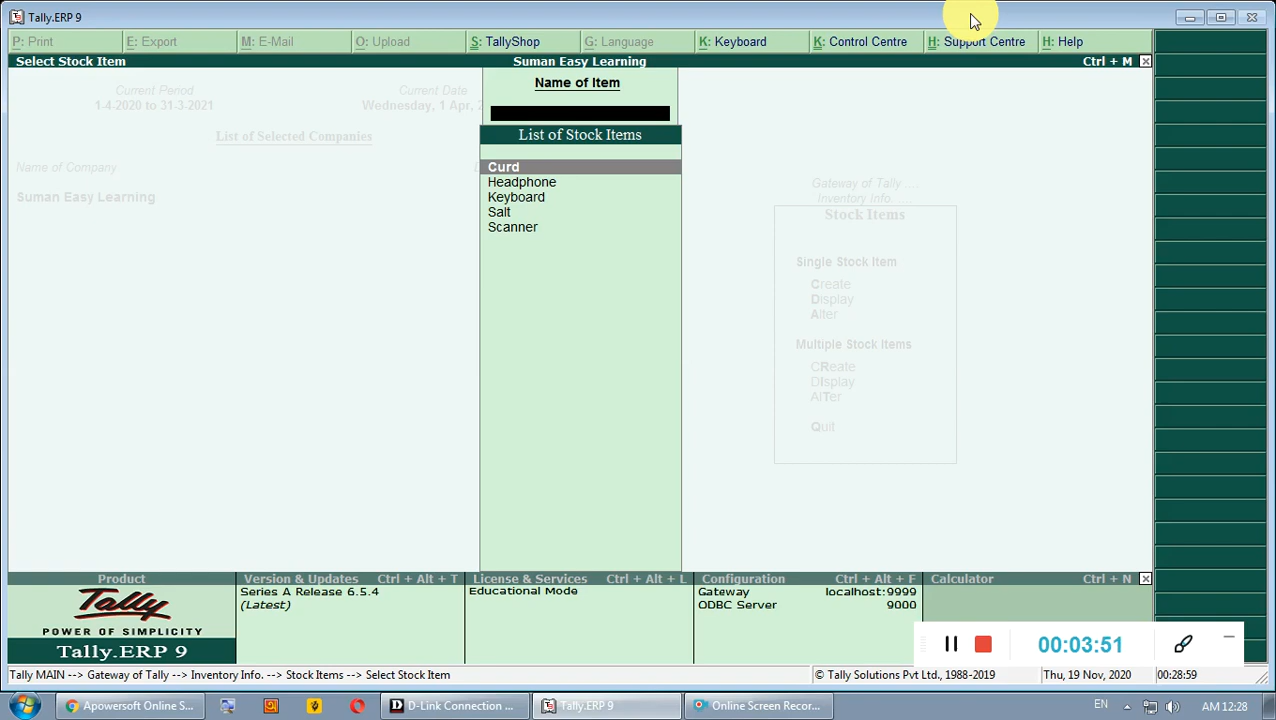 Tally.ERP 9
P: Print E: Export M: E-Mail O: Upload S: TallyShop G: Language K: Keyboard K: Control Centre H: Support Centre H: Help
Select Stock Item Suman Easy Learning Ctrl + M
Current Period Current Date
1-4-2020 to 31-3-2021 Wednesday, 1 Apr, 2
List of Selected Companies
Name of Company
Suman Easy Learning
Name of Item
List of Stock Items
Curd
Headphone
Keyboard
Salt
Scanner
Gateway of Tally ....
Inventory Info......
Stock Items
Single Stock Item
Create
Display
Alter
Multiple Stock Items
CReate
DIsplay
AlTer
Quit
Product
Tally
POWER OF SIMPLICITY
Tally.ERP 9
Version & Updates Ctrl + Alt + T
Series A Release 6.5.4
(Latest)
License & Services Ctrl + Alt + L
Educational Mode
Configuration Ctrl + Alt + F
Gateway localhost:9999
ODBC Server 9000
Calculator Ctrl + N
00:03:51
Tally MAIN --> Gateway of Tally --> Inventory Info. --> Stock Items --> Select Stock Item © Tally Solutions Pvt Ltd., 1988-2019 Thu, 19 Nov, 2020 00:28:59
Apowersoft Online S... D-Link Connection ... Tally.ERP 9 Online Screen Recor... EN AM 12:28